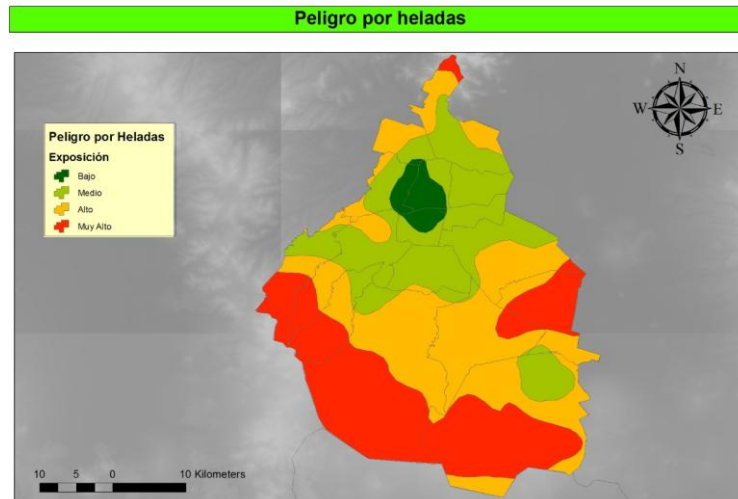 Peligro por heladas
N
W E
S
Peligro por Heladas
Exposición
Bajo
Medio
Alto
Muy Alto
10 5 0 10 Kilometers